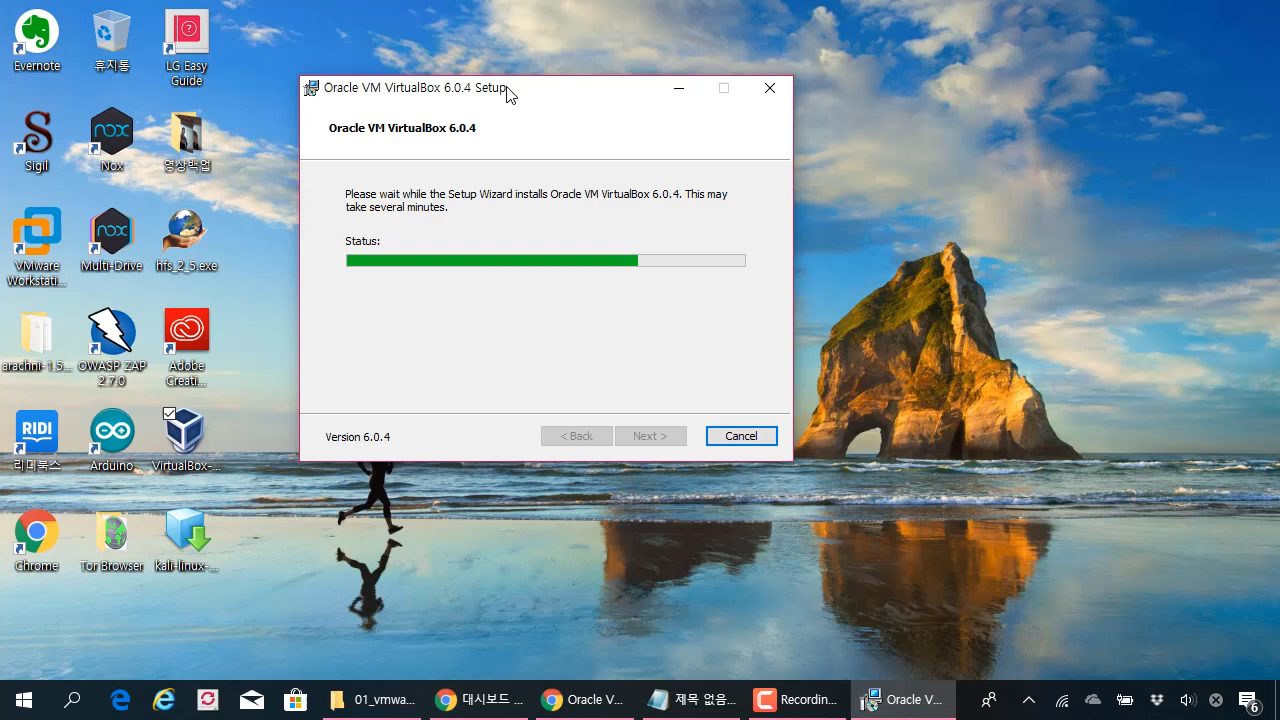 Evernote
휴지통
LG Easy
Guide
Sigil
Nox
영상백업
VMware
Workstati...
Multi-Drive
hfs_2_5.exe
arachni-1.5...
OWASP ZAP
2.7.0
Adobe
Creati...
RIDI
리디북스
Arduino
VirtualBox-...
Chrome
Tor Browser
kali-linux-...
Oracle VM VirtualBox 6.0.4 Setup
Oracle VM VirtualBox 6.0.4
Please wait while the Setup Wizard installs Oracle VM VirtualBox 6.0.4. This may
take several minutes.
Status:
Version 6.0.4
< Back
Next >
Cancel
01_vmwa...
대시보드 ...
Oracle V...
제목 없음...
Recordin...
Oracle V...
6